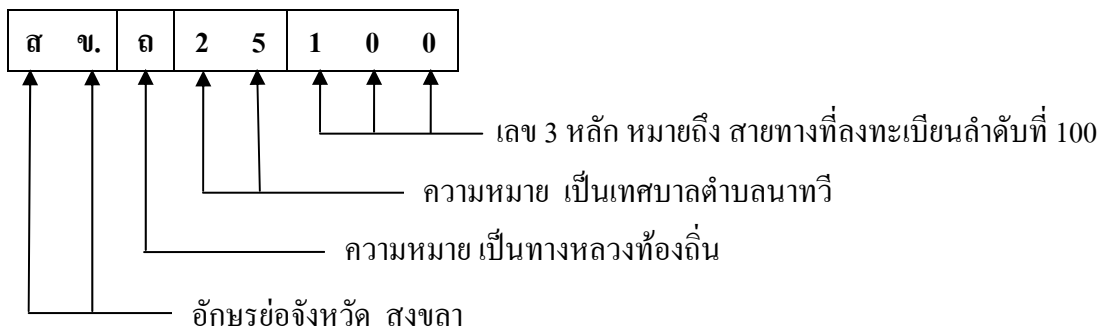 ส ข. ถ 2 5 1 0 0
เลข 3 หลัก หมายถึง สายทางที่ลงทะเบียนลำดับที่ 100
ความหมาย เป็นเทศบาลตำบลนาทวี
ความหมาย เป็นทางหลวงท้องถิ่น
อักษรย่อจังหวัด สงขลา